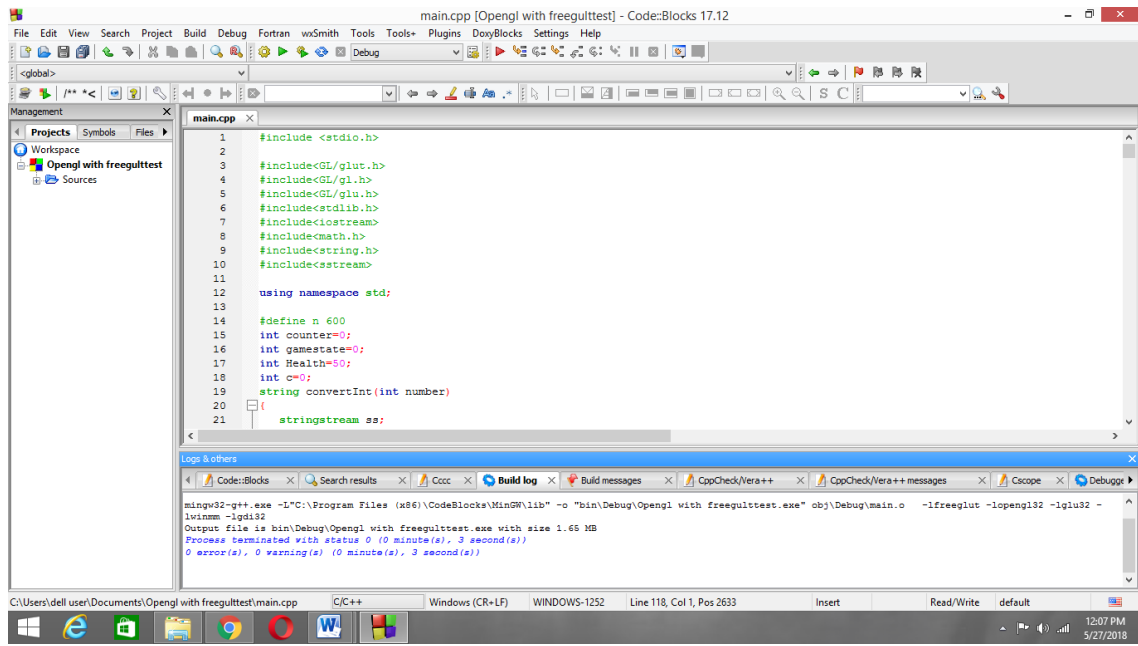 main.cpp [Opengl with freegulttest] - Code::Blocks 17.12
File Edit View Search Project Build Debug Fortran wxSmith Tools Tools+ Plugins DoxyBlocks Settings Help
Debug
<global>
/** *<
S C
Management
main.cpp
Projects Symbols Files
Workspace
Opengl with freegulttest
Sources
1 #include <stdio.h>
2
3 #include<GL/glut.h>
4 #include<GL/gl.h>
5 #include<GL/glu.h>
6 #include<stdlib.h>
7 #include<iostream>
8 #include<math.h>
9 #include<string.h>
10 #include<sstream>
11
12 using namespace std;
13
14 #define n 600
15 int counter=0;
16 int gamestate=0;
17 int Health=50;
18 int c=0;
19 string convertInt(int number)
20 {
21 stringstream ss;
Logs & others
Code::Blocks Search results Cccc Build log Build messages CppCheck/Vera++ CppCheck/Vera++ messages Cscope Debugge
mingw32-g++.exe -L"C:\Program Files (x86)\CodeBlocks\MinGW\lib" -o "bin\Debug\Opengl with freegulttest.exe" obj\Debug\main.o -lfreeglut -lopengl32 -lglu32 -
lwinmm -lgdi32
Output file is bin\Debug\Opengl with freegulttest.exe with size 1.65 MB
Process terminated with status 0 (0 minute(s), 3 second(s))
0 error(s), 0 warning(s) (0 minute(s), 3 second(s))
C:\Users\dell user\Documents\Opengl with freegulttest\main.cpp C/C++ Windows (CR+LF) WINDOWS-1252 Line 118, Col 1, Pos 2633 Insert Read/Write default
12:07 PM
5/27/2018